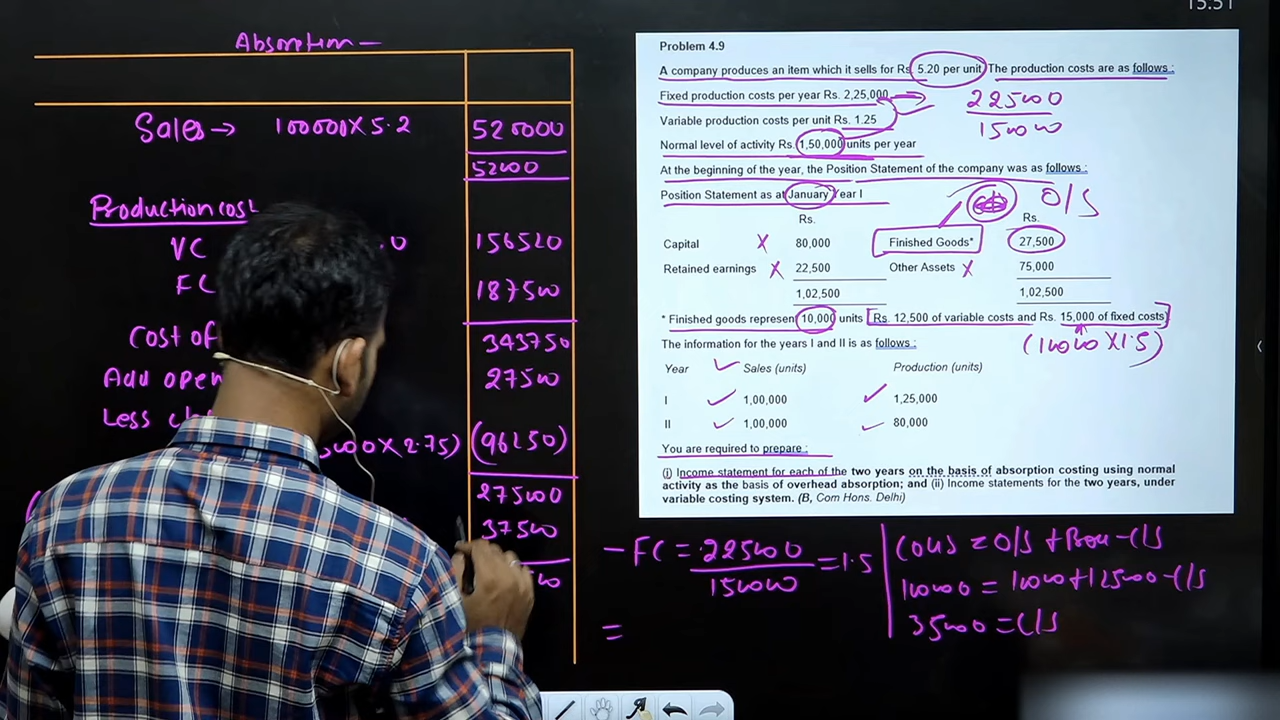 15:51
Absorption —
Sales → 100000 X 5.2 520000
52000
Production cost
VC 0 156520
FC 187500
Cost of 343750
Add open 27500
Less
000 X 2.75) (96250)
275000
37500
Problem 4.9
A company produces an item which it sells for Rs. 5.20 per unit. The production costs are as follows :
Fixed production costs per year Rs. 2,25,000
225000
150000
Variable production costs per unit Rs. 1.25
Normal level of activity Rs. 1,50,000 units per year
At the beginning of the year, the Position Statement of the company was as follows :
Position Statement as at January Year I
O/S
Rs. Rs.
Capital X 80,000 Finished Goods* 27,500
Retained earnings X 22,500 Other Assets X 75,000
1,02,500 1,02,500
* Finished goods represent 10,000 units [Rs. 12,500 of variable costs and Rs. 15,000 of fixed costs]
(10000 X 1.5)
The information for the years I and II is as follows :
Year Sales (units) Production (units)
I 1,00,000 1,25,000
II 1,00,000 80,000
You are required to prepare :
(i) Income statement for each of the two years on the basis of absorption costing using normal
activity as the basis of overhead absorption; and (ii) Income statements for the two years, under
variable costing system. (B, Com Hons. Delhi)
— FC = 225000 = 1.5
150000
=
COGS = O/S + Prodn - C/S
100000 = 10000 + 125000 - C/S
35000 = C/S